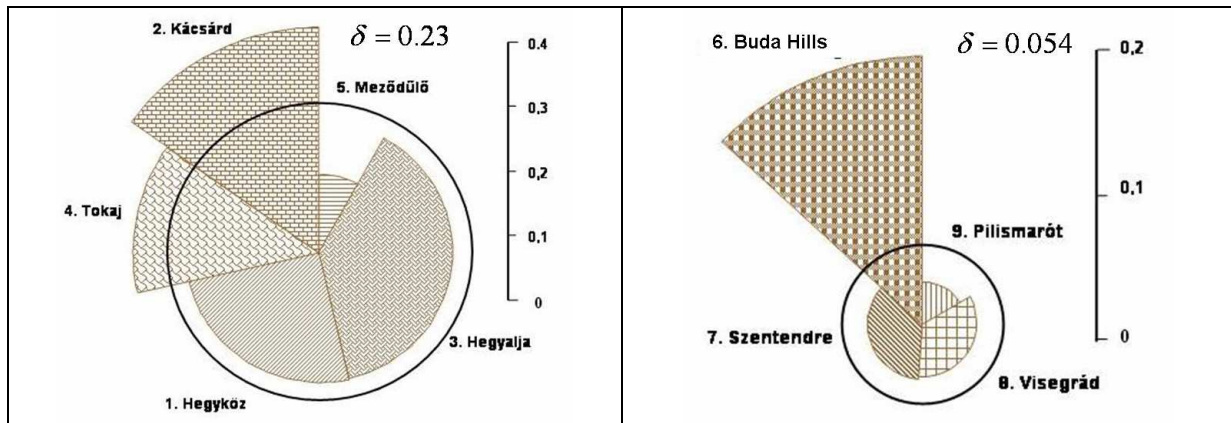 2. Kácsárd
δ = 0.23
0.4
5. Meződűlő
0,3
0,2
4. Tokaj
0,1
0
3. Hegyalja
1. Hegyköz
6. Buda Hills
δ = 0.054
0,2
0,1
9. Pilismarót
7. Szentendre
0
8. Visegrád